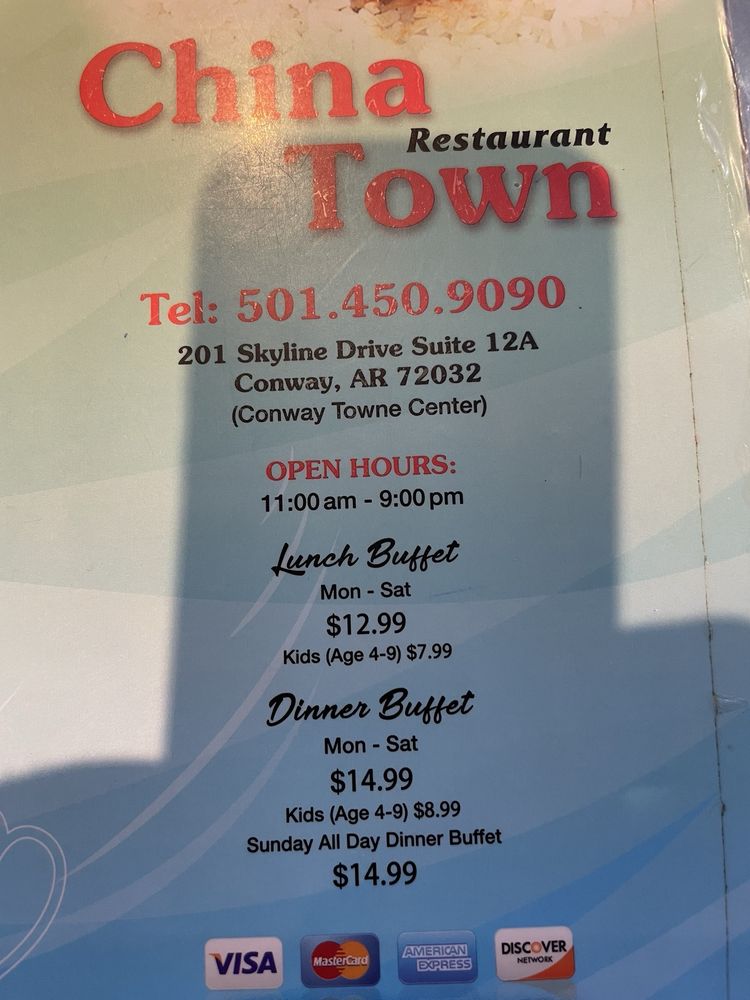 China
Restaurant
Town
Tel: 501.450.9090
201 Skyline Drive Suite 12A
Conway, AR 72032
(Conway Towne Center)
OPEN HOURS:
11:00 am - 9:00 pm
Lunch Buffet
Mon - Sat
$12.99
Kids (Age 4-9) $7.99
Dinner Buffet
Mon - Sat
$14.99
Kids (Age 4-9) $8.99
Sunday All Day Dinner Buffet
$14.99
VISA
MasterCard
AMERICAN
EXPRESS
DISCOVER
NETWORK